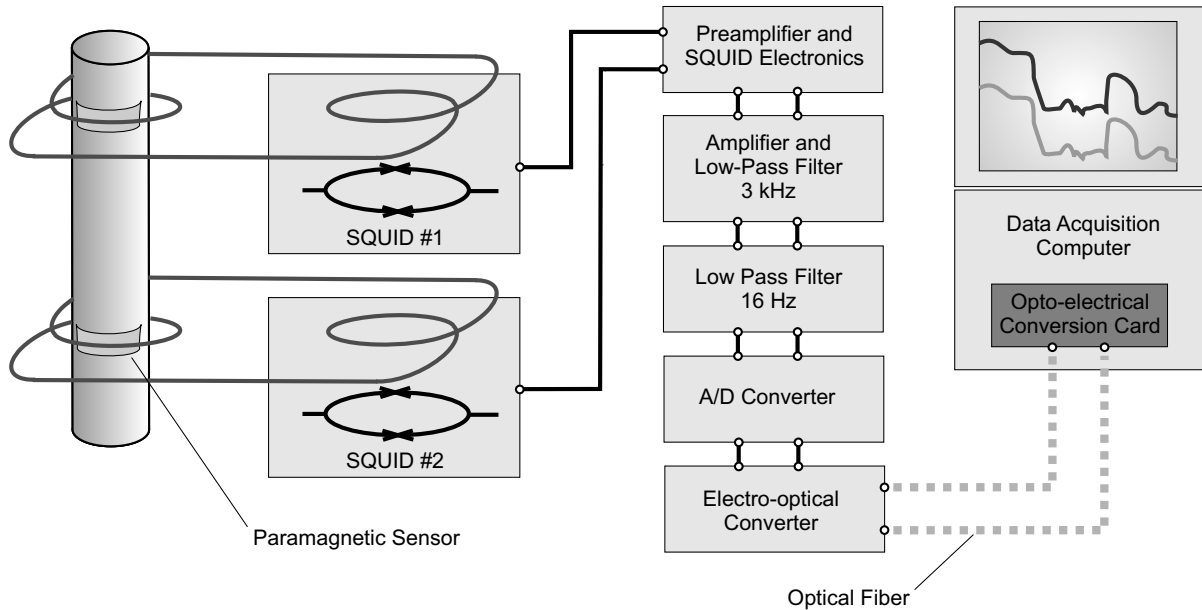 Preamplifier and
SQUID Electronics
Amplifier and
Low-Pass Filter
3 kHz
SQUID #1
Data Acquisition
Computer
Low Pass Filter
16 Hz
Opto-electrical
Conversion Card
A/D Converter
SQUID #2
Electro-optical
Converter
Paramagnetic Sensor
Optical Fiber